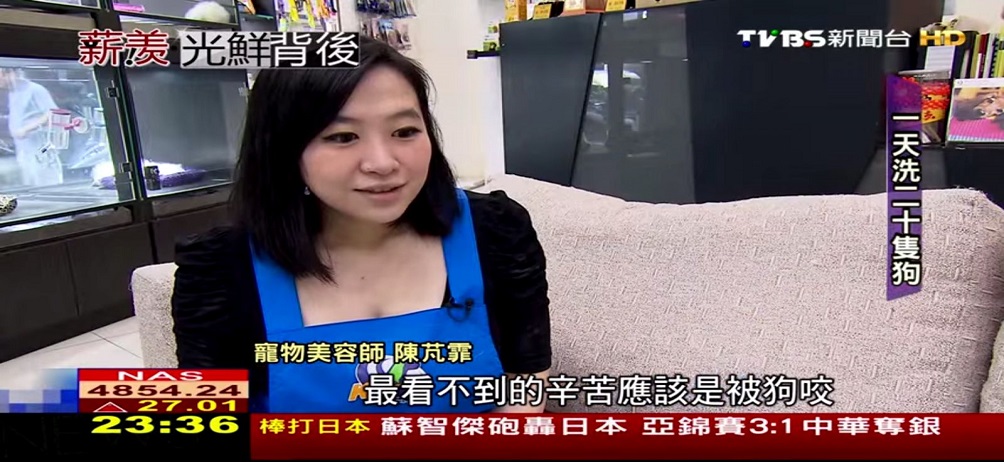 薪羡 光鮮背後
TVBS新聞台 HD
一天洗二十隻狗
寵物美容師 陳芃霏
最看不到的辛苦應該是被狗咬
NAS
4854.24
△ 27.01
23:36
棒打日本 蘇智傑砲轟日本 亞錦賽3:1中華奪銀